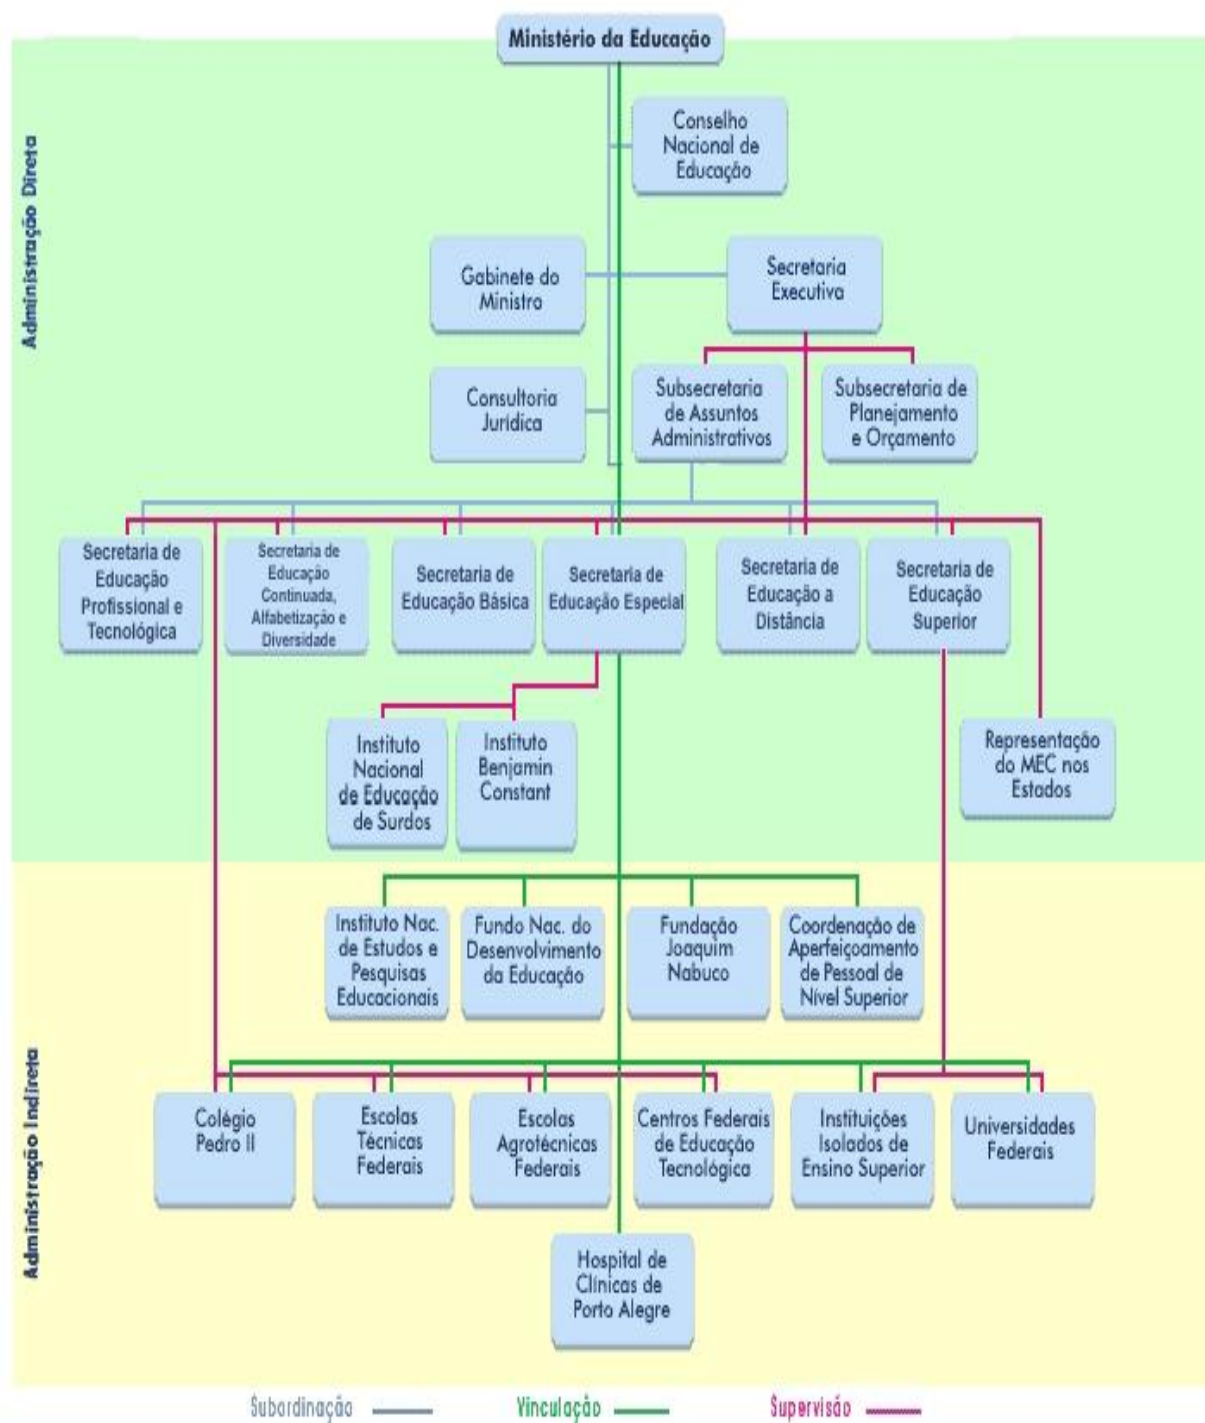 Ministério da Educação
Administração Direta
Conselho
Nacional de
Educação
Gabinete do
Ministro
Secretaria
Executiva
Consultoria
Jurídica
Subsecretaria
de Assuntos
Administrativos
Subsecretaria de
Planejamento
e Orçamento
Secretaria de
Educação
Profissional e
Tecnológica
Secretaria de
Educação
Continuada,
Alfabetização e
Diversidade
Secretaria de
Educação Básica
Secretaria de
Educação Especial
Secretaria de
Educação a
Distância
Secretaria de
Educação
Superior
Instituto
Nacional
de Educação
de Surdos
Instituto
Benjamin
Constant
Representação
do MEC nos
Estados
Administração Indireta
Instituto Nac.
de Estudos e
Pesquisas
Educacionais
Fundo Nac. do
Desenvolvimento
da Educação
Fundação
Joaquim
Nabuco
Coordenação de
Aperfeiçoamento
de Pessoal de
Nível Superior
Colégio
Pedro II
Escolas
Técnicas
Federais
Escolas
Agrotécnicas
Federais
Centros Federais
de Educação
Tecnológica
Instituições
Isolados de
Ensino Superior
Universidades
Federais
Hospital de
Clínicas de
Porto Alegre
Subordinação
Vinculação
Supervisão